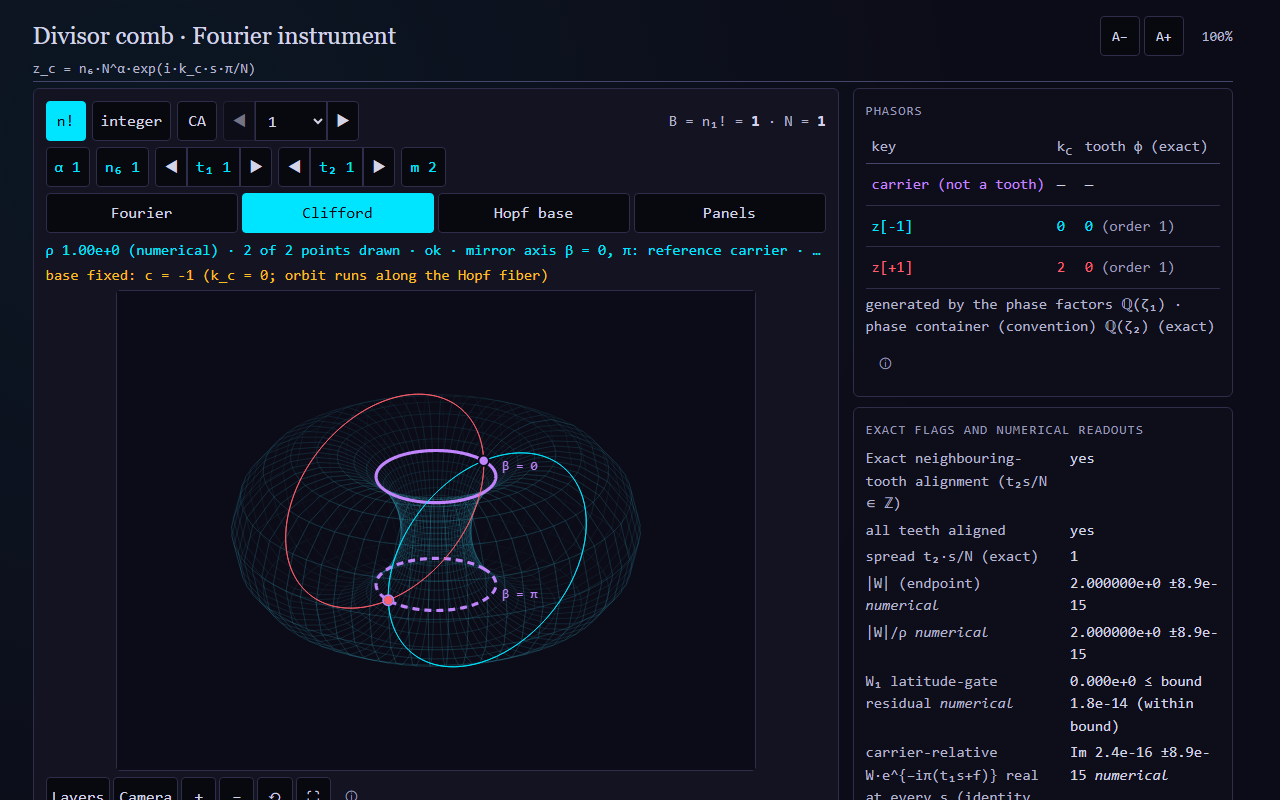 Divisor comb · Fourier instrument
A− A+ 100%
z_c = n₆·N^α·exp(i·k_c·s·π/N)
n! integer CA ◀ 1 ▶ B = n₁! = 1 · N = 1
α 1 n₆ 1 ◀ t₁ 1 ▶ ◀ t₂ 1 ▶ m 2
Fourier Clifford Hopf base Panels
ρ 1.00e+0 (numerical) · 2 of 2 points drawn · ok · mirror axis β = 0, π: reference carrier · …
base fixed: c = -1 (k_c = 0; orbit runs along the Hopf fiber)
β = 0
β = π
Layers Camera + − ⟲ ⛶ ⓘ
PHASORS
key k_C tooth ϕ (exact)
carrier (not a tooth) — —
z[-1] 0 0 (order 1)
z[+1] 2 0 (order 1)
generated by the phase factors ℚ(ζ₁) ·
phase container (convention) ℚ(ζ₂) (exact)
ⓘ
EXACT FLAGS AND NUMERICAL READOUTS
Exact neighbouring- yes
tooth alignment (t₂s/N
∈ ℤ)
all teeth aligned yes
spread t₂·s/N (exact) 1
|W| (endpoint) 2.000000e+0 ±8.9e-
numerical 15
|W|/ρ numerical 2.000000e+0 ±8.9e-
15
W₁ latitude-gate 0.000e+0 ≤ bound
residual numerical 1.8e-14 (within
bound)
carrier-relative Im 2.4e-16 ±8.9e-
W·e^{−iπ(t₁s+f)} real 15 numerical
at every s (identity